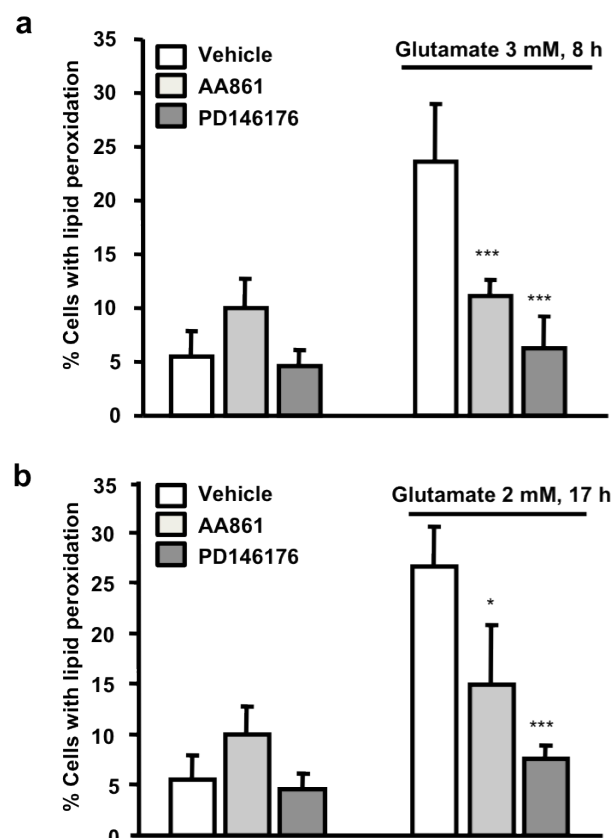 a
% Cells with lipid peroxidation
35
30
25
20
15
10
5
0
Vehicle
AA861
PD146176
Glutamate 3 mM, 8 h
***
***
b
% Cells with lipid peroxidation
35
30
25
20
15
10
5
0
Vehicle
AA861
PD146176
Glutamate 2 mM, 17 h
*
***